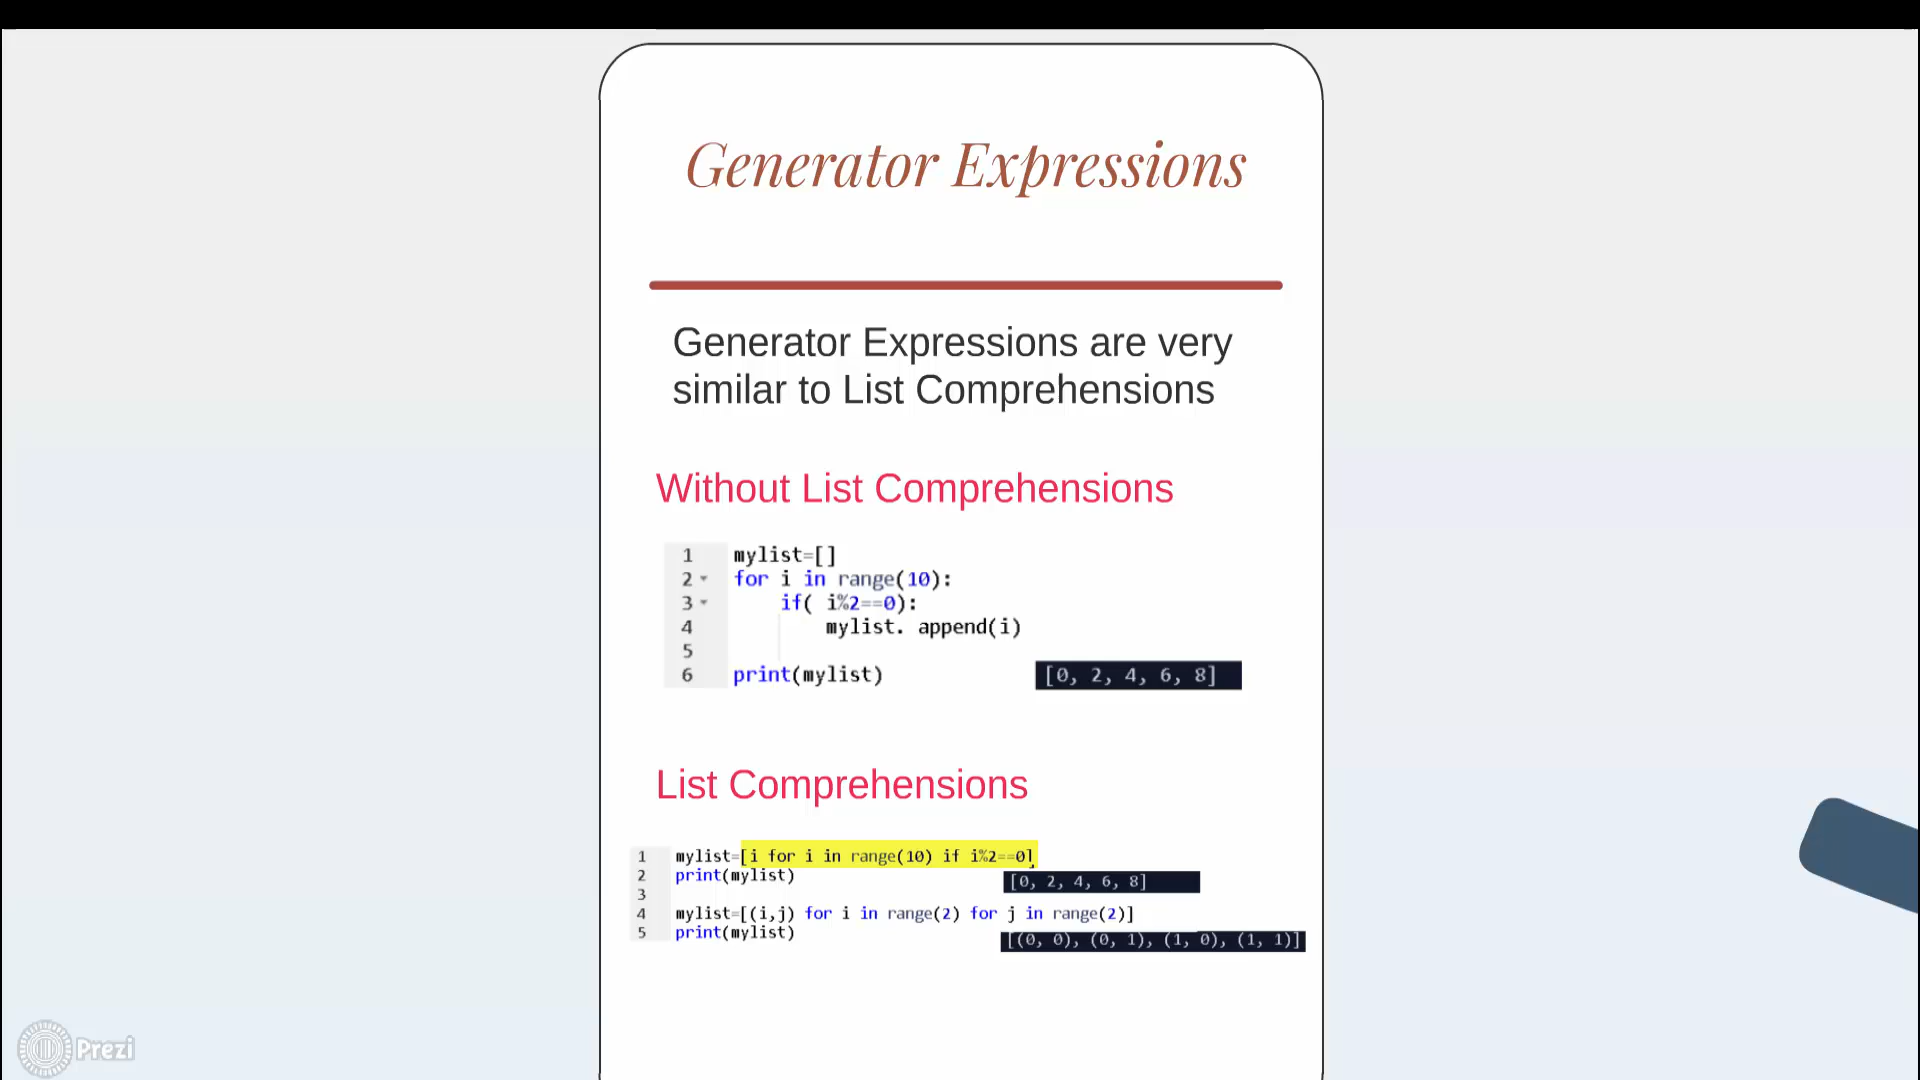 Generator Expressions
Generator Expressions are very
similar to List Comprehensions
Without List Comprehensions
1 mylist=[]
2 for i in range(10):
3 if( i%2==0):
4 mylist. append(i)
5
6 print(mylist)
[0, 2, 4, 6, 8]
List Comprehensions
1 mylist=[i for i in range(10) if i%2==0]
2 print(mylist)
[0, 2, 4, 6, 8]
3
4 mylist=[(i,j) for i in range(2) for j in range(2)]
5 print(mylist)
[(0, 0), (0, 1), (1, 0), (1, 1)]
Prezi